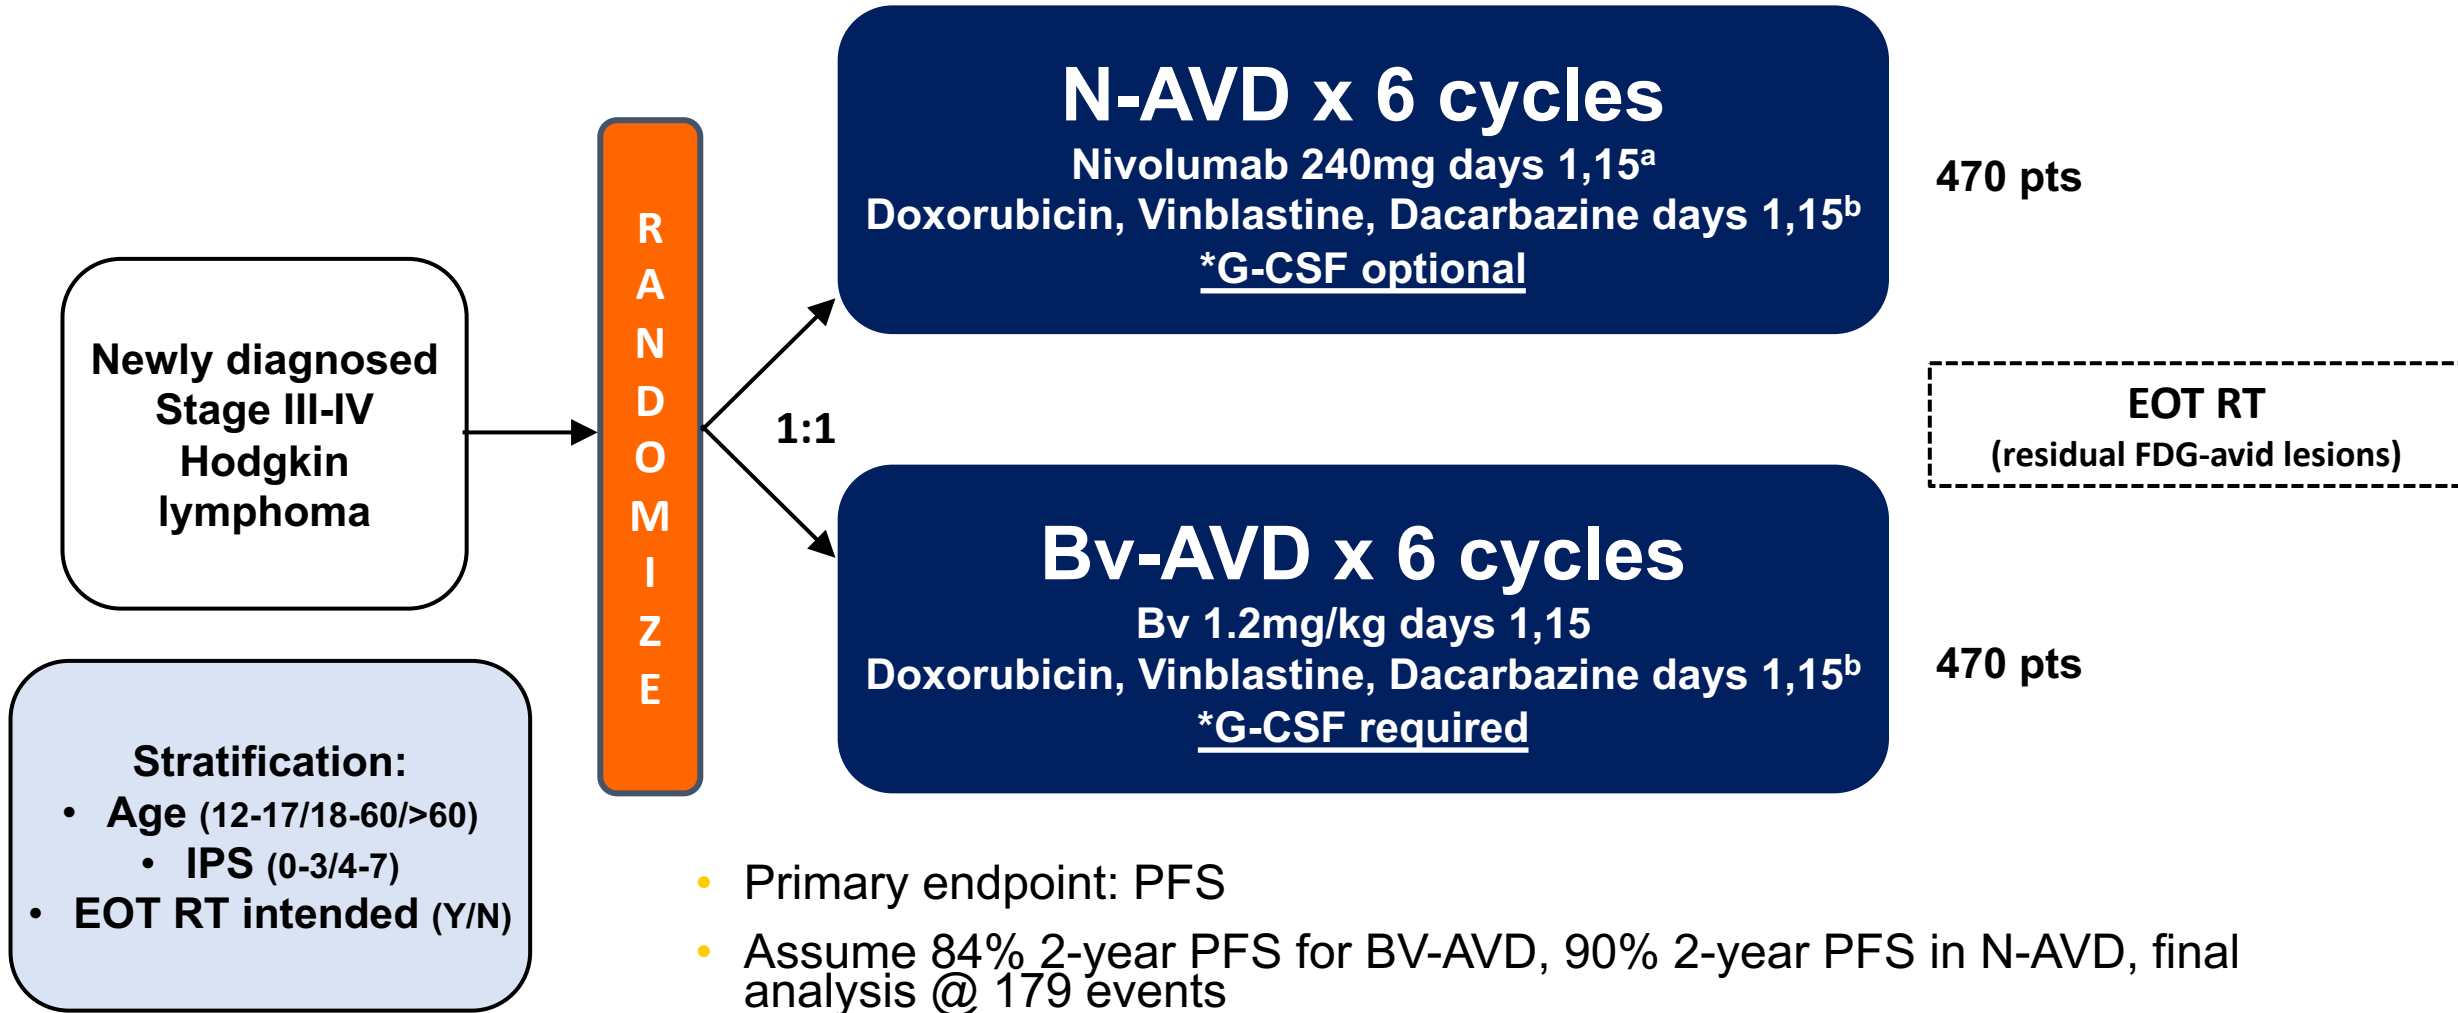 Newly diagnosed
Stage III-IV
Hodgkin
lymphoma
Stratification:
• Age (12-17/18-60/>60)
• IPS (0-3/4-7)
• EOT RT intended (Y/N)
R
A
N
D
O
M
I
Z
E
1:1
N-AVD x 6 cycles
Nivolumab 240mg days 1,15ᵃ
Doxorubicin, Vinblastine, Dacarbazine days 1,15ᵇ
*G-CSF optional
470 pts
EOT RT
(residual FDG-avid lesions)
Bv-AVD x 6 cycles
Bv 1.2mg/kg days 1,15
Doxorubicin, Vinblastine, Dacarbazine days 1,15ᵇ
*G-CSF required
470 pts
• Primary endpoint: PFS
• Assume 84% 2-year PFS for BV-AVD, 90% 2-year PFS in N-AVD, final
analysis @ 179 events